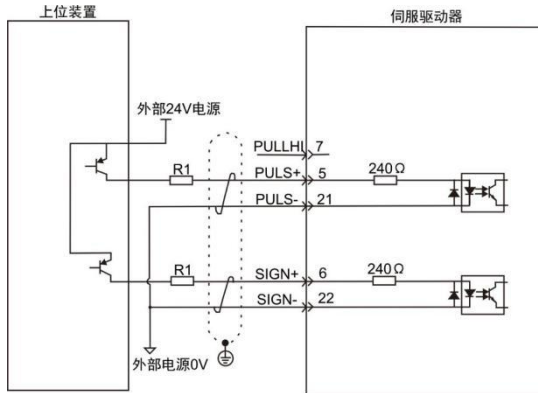 上位装置
伺服驱动器
外部24V电源
PULLHI 7
R1
PULS+ 5
240Ω
PULS- 21
R1
SIGN+ 6
240Ω
SIGN- 22
外部电源0V